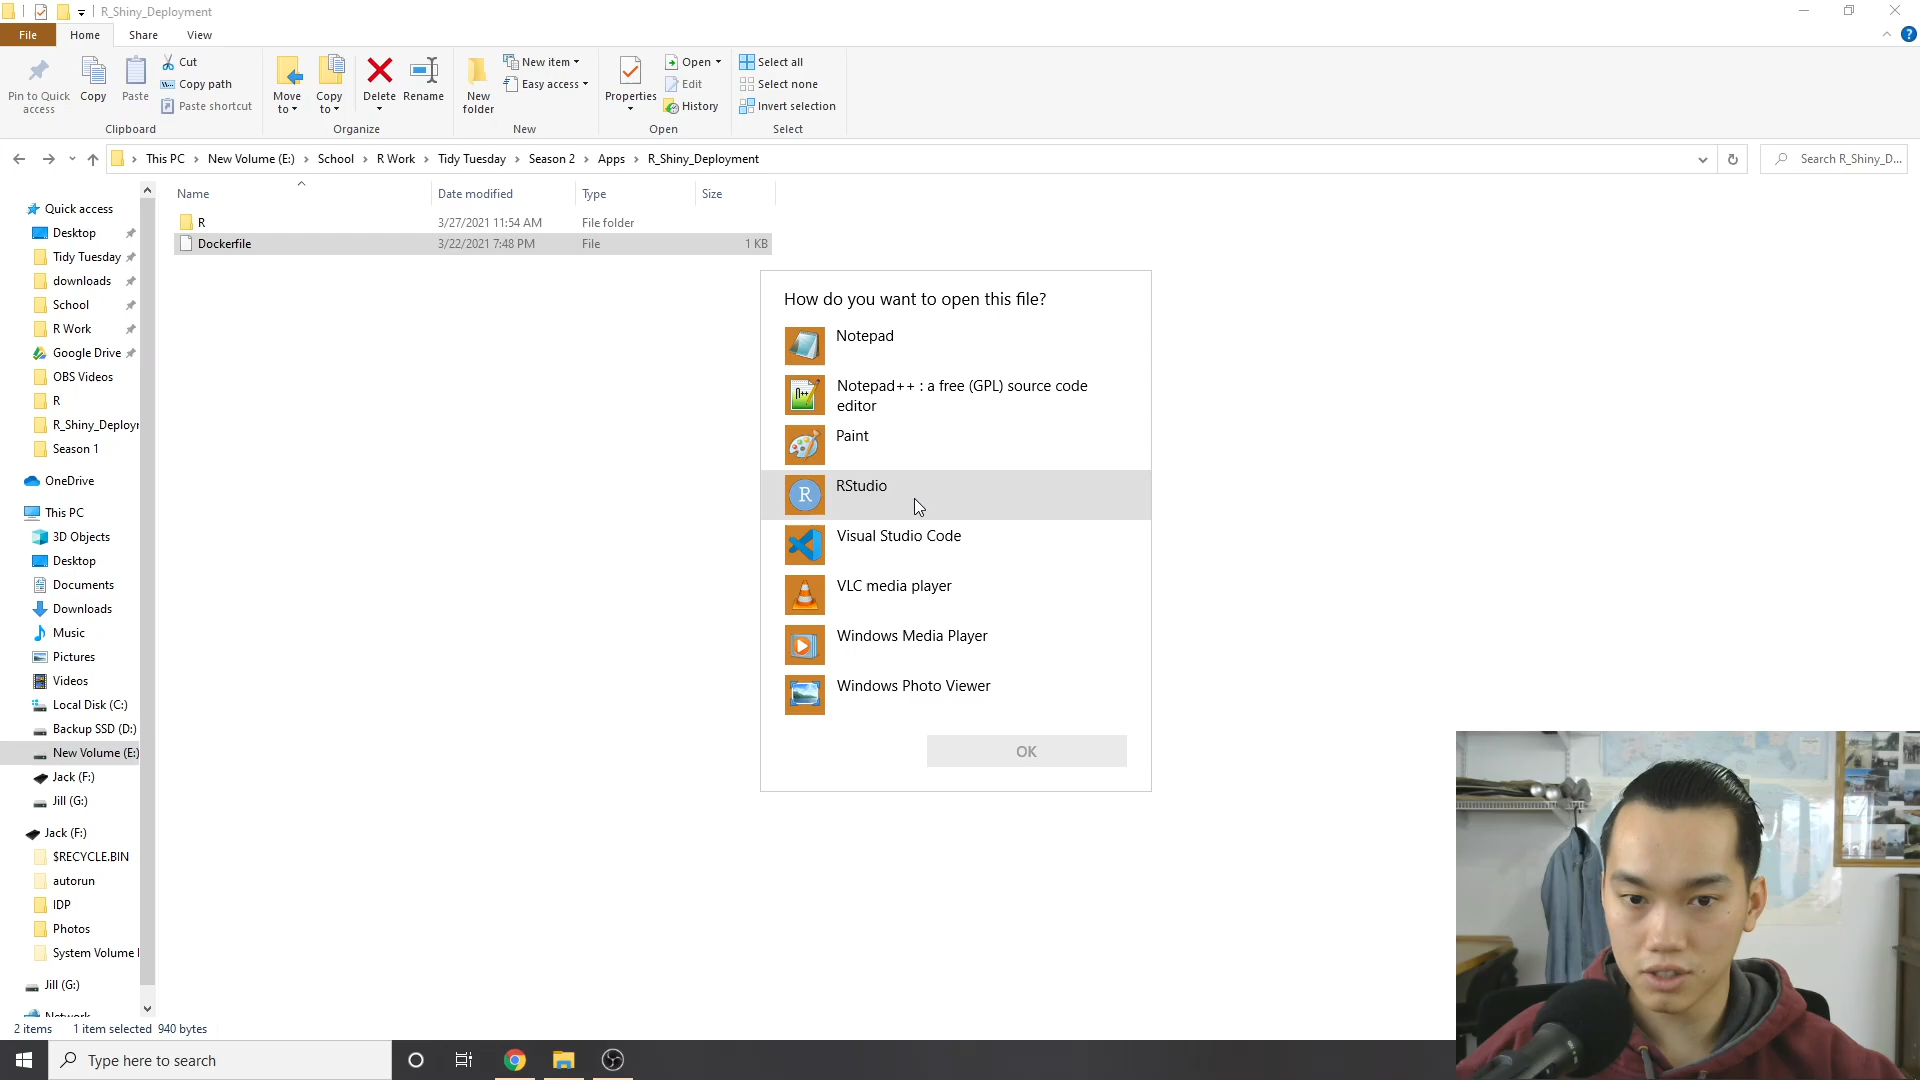 R_Shiny_Deployment
File Home Share View
Pin to Quick access
Copy
Paste
Cut
Copy path
Paste shortcut
Clipboard
Move to
Copy to
Delete
Rename
Organize
New folder
New item
Easy access
New
Properties
Open
Edit
History
Open
Select all
Select none
Invert selection
Select
This PC New Volume (E:) School R Work Tidy Tuesday Season 2 Apps R_Shiny_Deployment
Search R_Shiny_D...
Name Date modified Type Size
R 3/27/2021 11:54 AM File folder
Dockerfile 3/22/2021 7:48 PM File 1 KB
Quick access
Desktop
Tidy Tuesday
downloads
School
R Work
Google Drive
OBS Videos
R
R_Shiny_Deployr
Season 1
OneDrive
This PC
3D Objects
Desktop
Documents
Downloads
Music
Pictures
Videos
Local Disk (C:)
Backup SSD (D:)
New Volume (E:)
Jack (F:)
Jill (G:)
Jack (F:)
$RECYCLE.BIN
autorun
IDP
Photos
System Volume
Jill (G:)
Network
How do you want to open this file?
Notepad
Notepad++ : a free (GPL) source code
editor
Paint
RStudio
Visual Studio Code
VLC media player
Windows Media Player
Windows Photo Viewer
OK
2 items 1 item selected 940 bytes
Type here to search